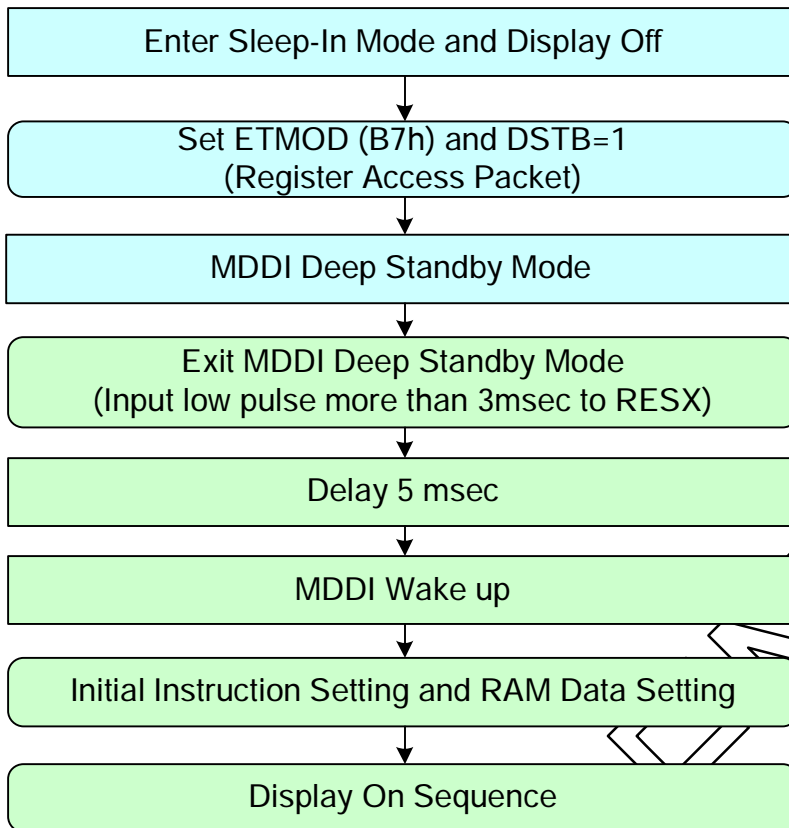 Enter Sleep-In Mode and Display Off
Set ETMOD (B7h) and DSTB=1
(Register Access Packet)
MDDI Deep Standby Mode
Exit MDDI Deep Standby Mode
(Input low pulse more than 3msec to RESX)
Delay 5 msec
MDDI Wake up
Initial Instruction Setting and RAM Data Setting
Display On Sequence